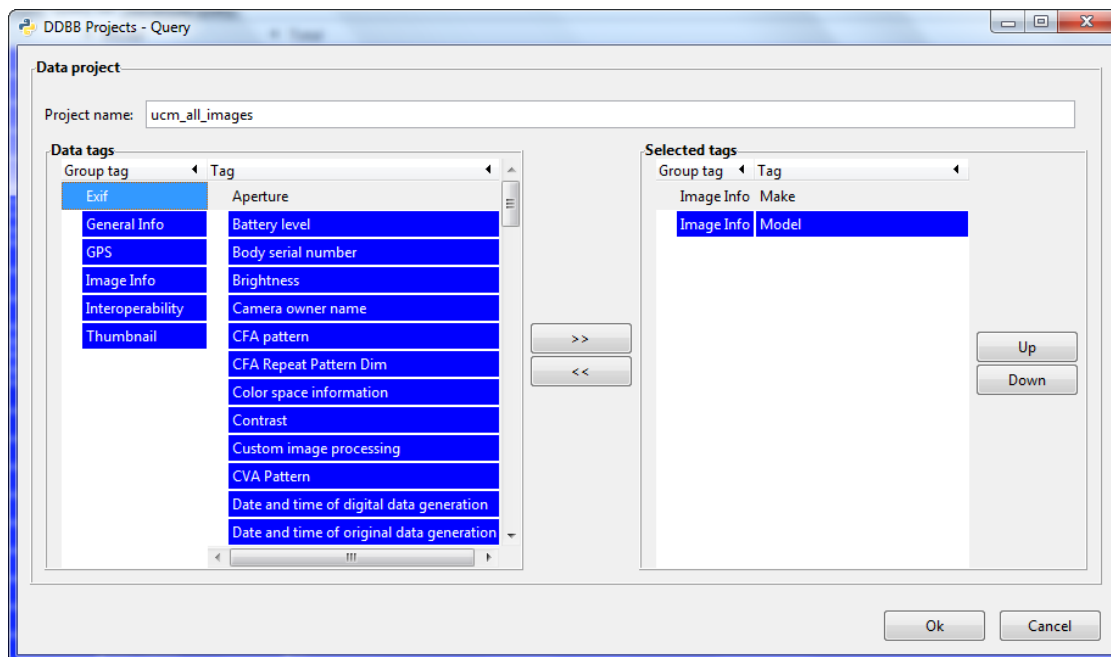 DDBB Projects - Query
Total
Data project
Project name: ucm_all_images
Data tags
Group tag Tag
Exif Aperture
General Info Battery level
GPS Body serial number
Image Info Brightness
Interoperability Camera owner name
Thumbnail CFA pattern
CFA Repeat Pattern Dim
Color space information
Contrast
Custom image processing
CVA Pattern
Date and time of digital data generation
Date and time of original data generation
>>
<<
Selected tags
Group tag Tag
Image Info Make
Image Info Model
Up
Down
Ok Cancel